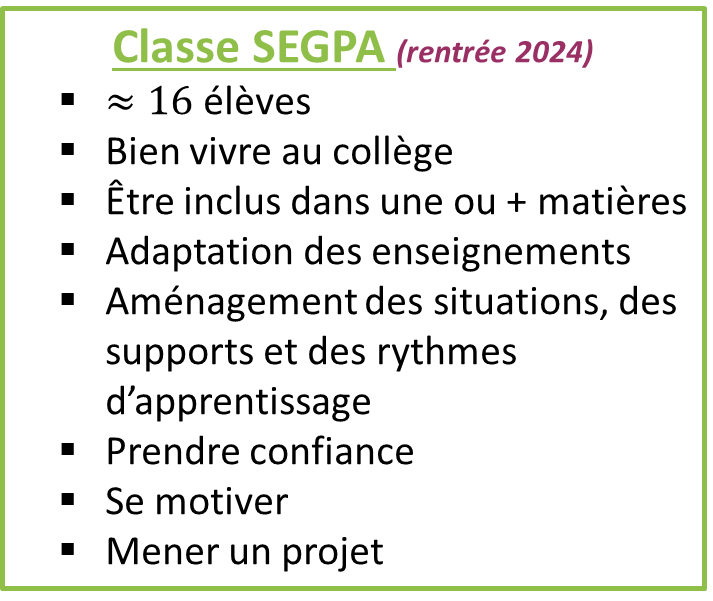 Classe SEGPA (rentrée 2024)
▪ ≈ 16 élèves
▪ Bien vivre au collège
▪ Être inclus dans une ou + matières
▪ Adaptation des enseignements
▪ Aménagement des situations, des
supports et des rythmes
d’apprentissage
▪ Prendre confiance
▪ Se motiver
▪ Mener un projet